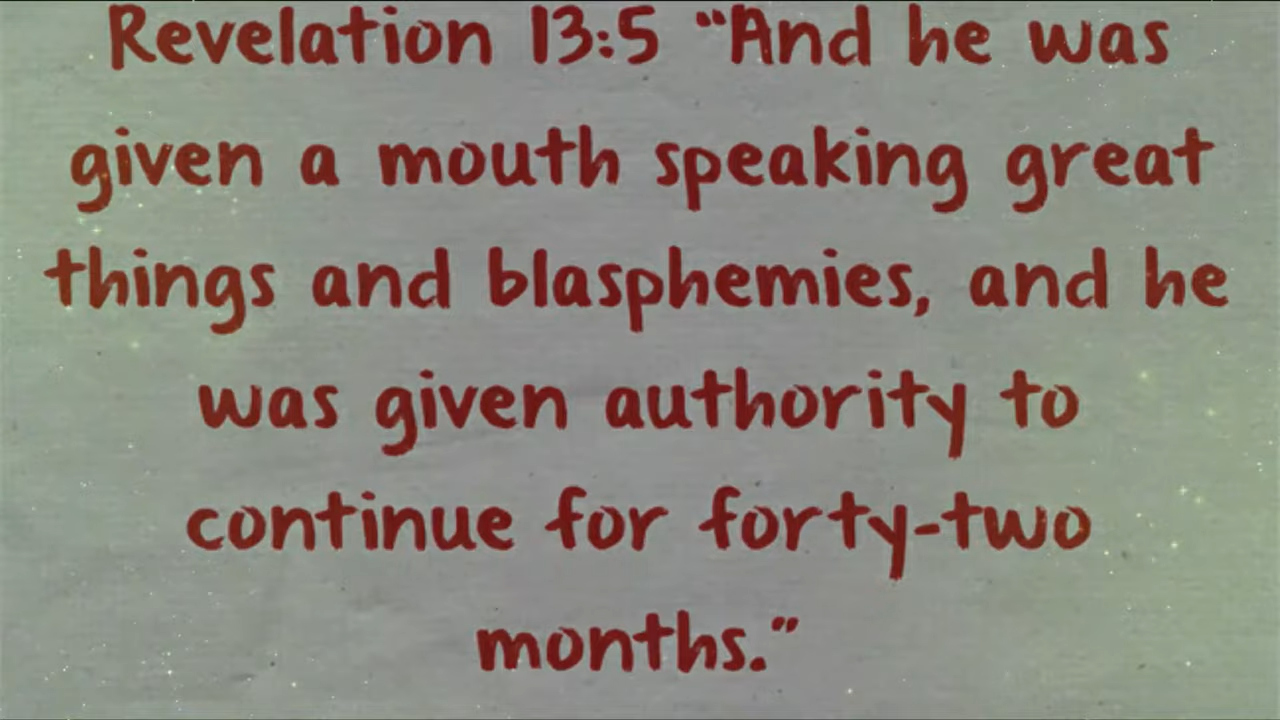 Revelation 13:5 “And he was
given a mouth speaking great
things and blasphemies, and he
was given authority to
continue for forty-two
months.”